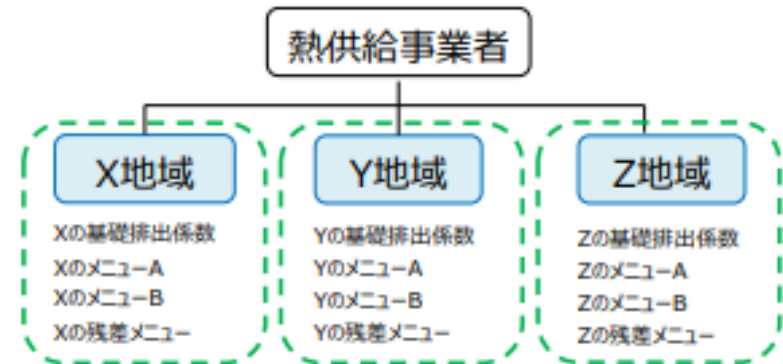 熱供給事業者
X地域
Xの基礎排出係数
XのメニューA
XのメニューB
Xの残差メニュー
Y地域
Yの基礎排出係数
YのメニューA
YのメニューB
Yの残差メニュー
Z地域
Zの基礎排出係数
ZのメニューA
ZのメニューB
Zの残差メニュー